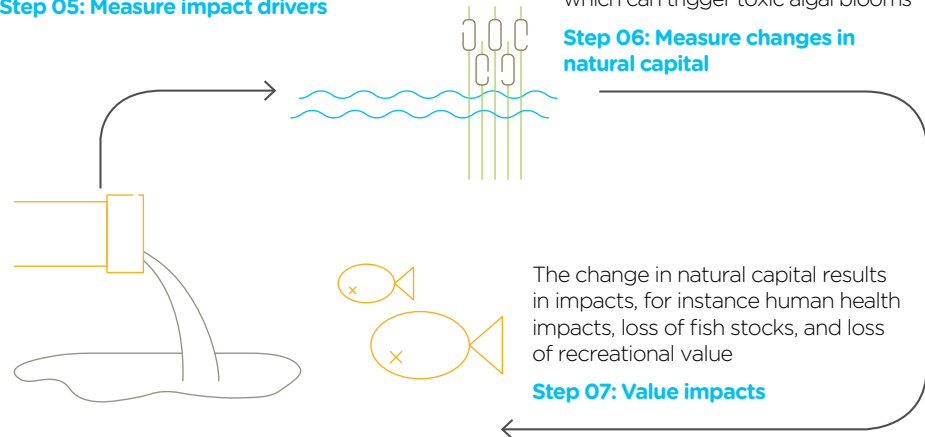 Step 05: Measure impact drivers
which can trigger toxic algal blooms
Step 06: Measure changes in
natural capital
The change in natural capital results
in impacts, for instance human health
impacts, loss of fish stocks, and loss
of recreational value
Step 07: Value impacts